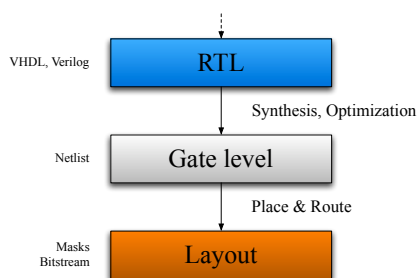 VHDL, Verilog
RTL
Synthesis, Optimization
Netlist
Gate level
Place & Route
Masks
Bitstream
Layout